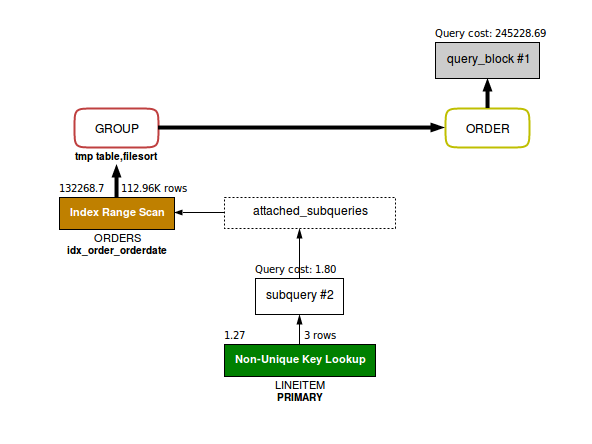 Query cost: 245228.69
query_block #1
GROUP
ORDER
tmp table,filesort
132268.7
112.96K rows
Index Range Scan
attached_subqueries
ORDERS
idx_order_orderdate
Query cost: 1.80
subquery #2
1.27
3 rows
Non-Unique Key Lookup
LINEITEM
PRIMARY